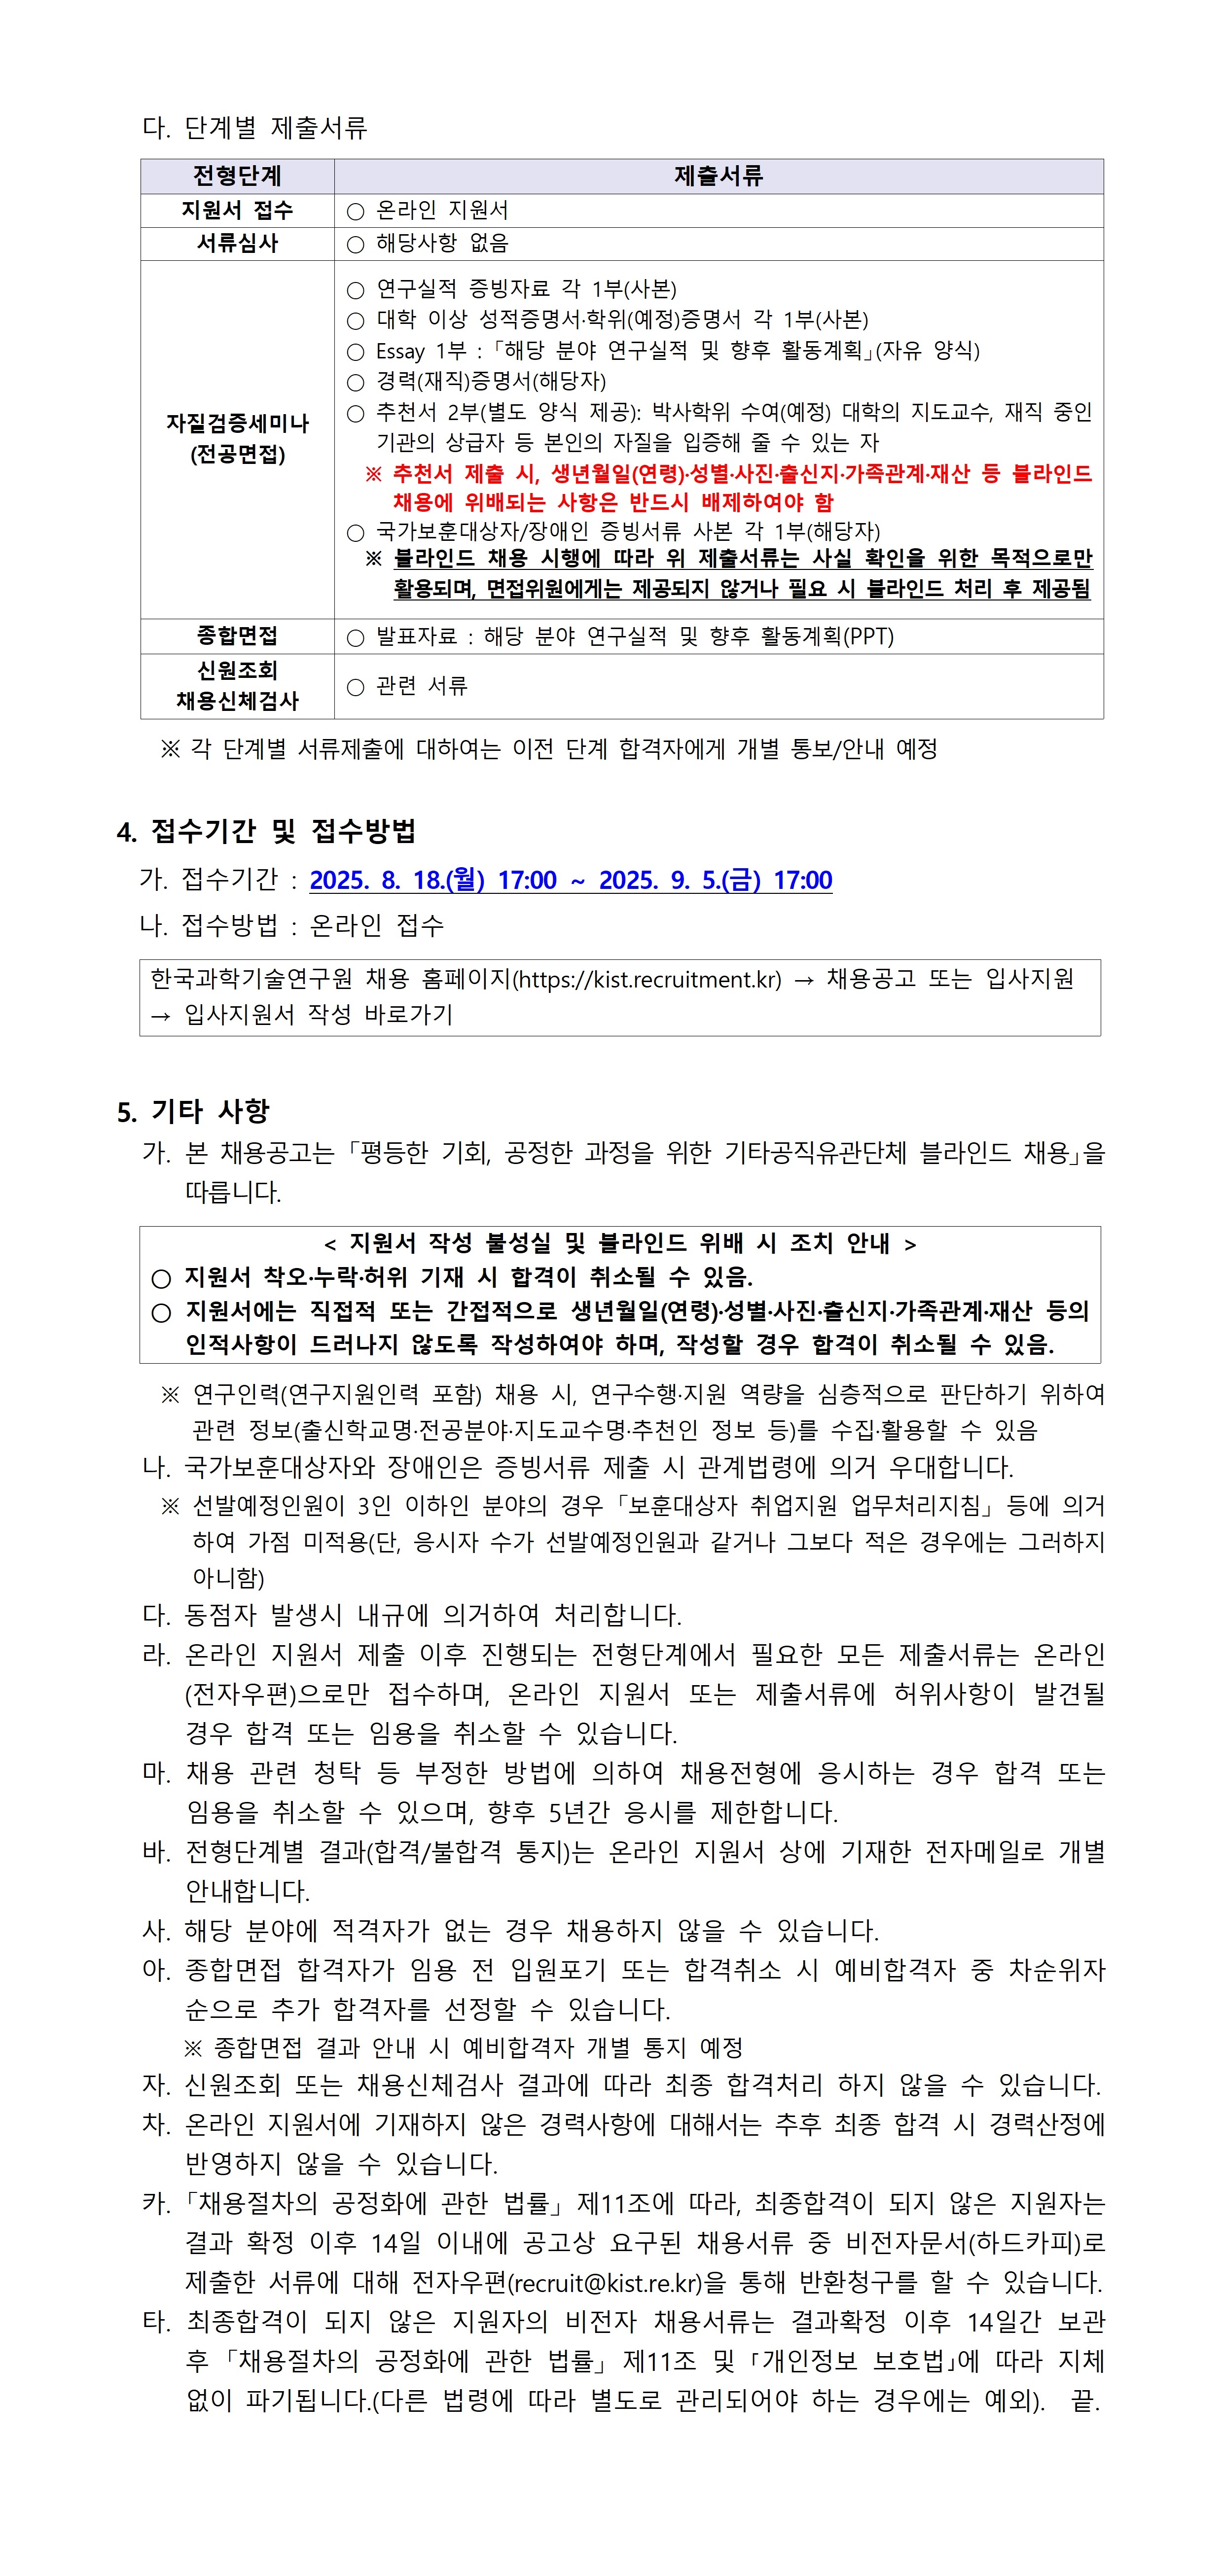 다. 단계별 제출서류
전형단계 제출서류
지원서 접수 ○ 온라인 지원서
서류심사 ○ 해당사항 없음
자질검증세미나
(전공면접)
○ 연구실적 증빙자료 각 1부(사본)
○ 대학 이상 성적증명서·학위(예정)증명서 각 1부(사본)
○ Essay 1부 : 「해당 분야 연구실적 및 향후 활동계획」(자유 양식)
○ 경력(재직)증명서(해당자)
○ 추천서 2부(별도 양식 제공): 박사학위 수여(예정) 대학의 지도교수, 재직 중인
기관의 상급자 등 본인의 자질을 입증해 줄 수 있는 자
※ 추천서 제출 시, 생년월일(연령)·성별·사진·출신지·가족관계·재산 등 블라인드
채용에 위배되는 사항은 반드시 배제하여야 함
○ 국가보훈대상자/장애인 증빙서류 사본 각 1부(해당자)
※ 블라인드 채용 시행에 따라 위 제출서류는 사실 확인을 위한 목적으로만
활용되며, 면접위원에게는 제공되지 않거나 필요 시 블라인드 처리 후 제공됨
종합면접 ○ 발표자료 : 해당 분야 연구실적 및 향후 활동계획(PPT)
신원조회
채용신체검사
○ 관련 서류
※ 각 단계별 서류제출에 대하여는 이전 단계 합격자에게 개별 통보/안내 예정
4. 접수기간 및 접수방법
가. 접수기간 : 2025. 8. 18.(월) 17:00 ~ 2025. 9. 5.(금) 17:00
나. 접수방법 : 온라인 접수
한국과학기술연구원 채용 홈페이지(https://kist.recruitment.kr) → 채용공고 또는 입사지원
→ 입사지원서 작성 바로가기
5. 기타 사항
가. 본 채용공고는 「평등한 기회, 공정한 과정을 위한 기타공직유관단체 블라인드 채용」을
따릅니다.
< 지원서 작성 불성실 및 블라인드 위배 시 조치 안내 >
○ 지원서 착오·누락·허위 기재 시 합격이 취소될 수 있음.
○ 지원서에는 직접적 또는 간접적으로 생년월일(연령)·성별·사진·출신지·가족관계·재산 등의
인적사항이 드러나지 않도록 작성하여야 하며, 작성할 경우 합격이 취소될 수 있음.
※ 연구인력(연구지원인력 포함) 채용 시, 연구수행·지원 역량을 심층적으로 판단하기 위하여
관련 정보(출신학교명·전공분야·지도교수명·추천인 정보 등)를 수집·활용할 수 있음
나. 국가보훈대상자와 장애인은 증빙서류 제출 시 관계법령에 의거 우대합니다.
※ 선발예정인원이 3인 이하인 분야의 경우 「보훈대상자 취업지원 업무처리지침」 등에 의거
하여 가점 미적용(단, 응시자 수가 선발예정인원과 같거나 그보다 적은 경우에는 그러하지
아니함)
다. 동점자 발생시 내규에 의거하여 처리합니다.
라. 온라인 지원서 제출 이후 진행되는 전형단계에서 필요한 모든 제출서류는 온라인
(전자우편)으로만 접수하며, 온라인 지원서 또는 제출서류에 허위사항이 발견될
경우 합격 또는 임용을 취소할 수 있습니다.
마. 채용 관련 청탁 등 부정한 방법에 의하여 채용전형에 응시하는 경우 합격 또는
임용을 취소할 수 있으며, 향후 5년간 응시를 제한합니다.
바. 전형단계별 결과(합격/불합격 통지)는 온라인 지원서 상에 기재한 전자메일로 개별
안내합니다.
사. 해당 분야에 적격자가 없는 경우 채용하지 않을 수 있습니다.
아. 종합면접 합격자가 임용 전 입원포기 또는 합격취소 시 예비합격자 중 차순위자
순으로 추가 합격자를 선정할 수 있습니다.
※ 종합면접 결과 안내 시 예비합격자 개별 통지 예정
자. 신원조회 또는 채용신체검사 결과에 따라 최종 합격처리 하지 않을 수 있습니다.
차. 온라인 지원서에 기재하지 않은 경력사항에 대해서는 추후 최종 합격 시 경력산정에
반영하지 않을 수 있습니다.
카. 「채용절차의 공정화에 관한 법률」 제11조에 따라, 최종합격이 되지 않은 지원자는
결과 확정 이후 14일 이내에 공고상 요구된 채용서류 중 비전자문서(하드카피)로
제출한 서류에 대해 전자우편(recruit@kist.re.kr)을 통해 반환청구를 할 수 있습니다.
타. 최종합격이 되지 않은 지원자의 비전자 채용서류는 결과확정 이후 14일간 보관
후 「채용절차의 공정화에 관한 법률」 제11조 및 「개인정보 보호법」에 따라 지체
없이 파기됩니다.(다른 법령에 따라 별도로 관리되어야 하는 경우에는 예외). 끝.